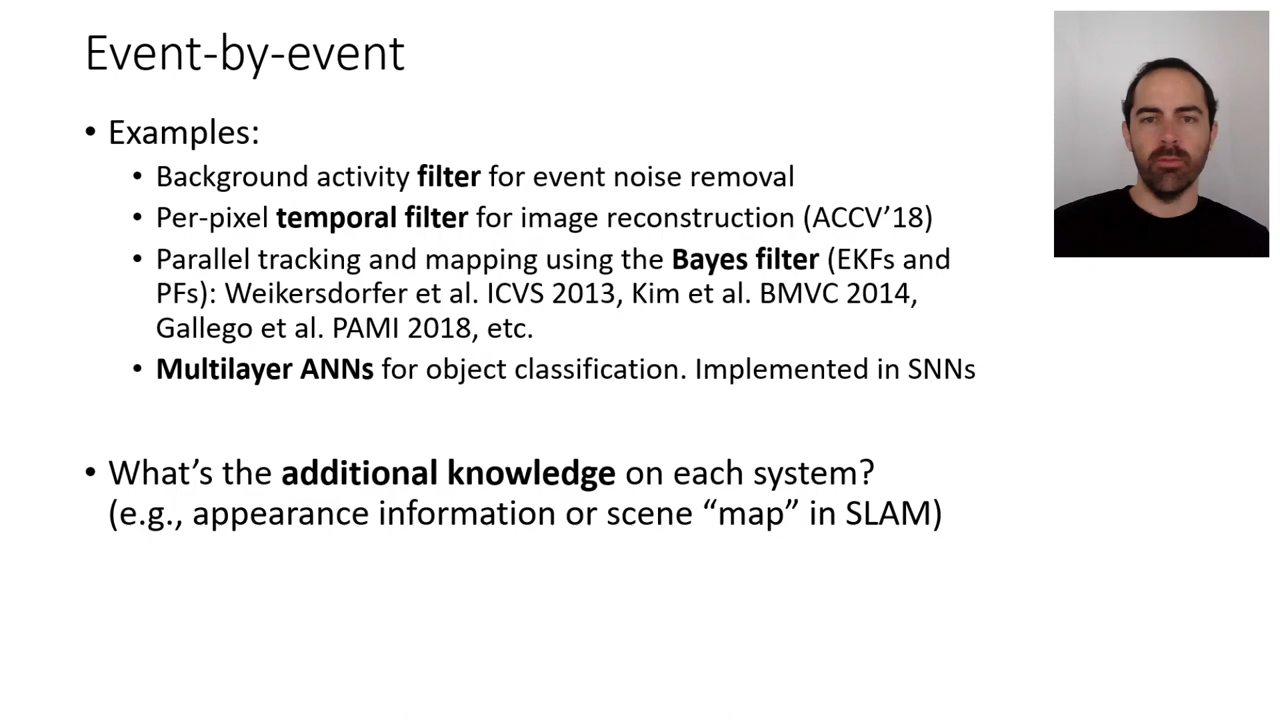 Event-by-event
• Examples:
• Background activity filter for event noise removal
• Per-pixel temporal filter for image reconstruction (ACCV’18)
• Parallel tracking and mapping using the Bayes filter (EKFs and
PFs): Weikersdorfer et al. ICVS 2013, Kim et al. BMVC 2014,
Gallego et al. PAMI 2018, etc.
• Multilayer ANNs for object classification. Implemented in SNNs
• What’s the additional knowledge on each system?
(e.g., appearance information or scene “map” in SLAM)